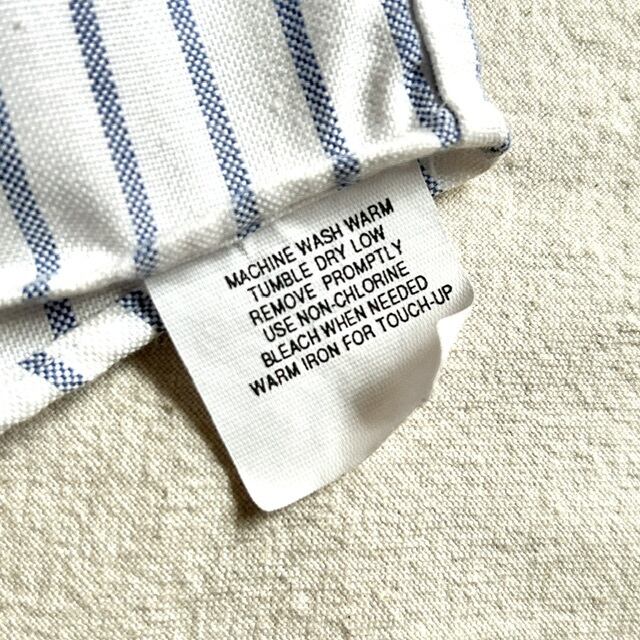 MACHINE WASH WARM
TUMBLE DRY LOW
REMOVE PROMPTLY
USE NON-CHLORINE
BLEACH WHEN NEEDED
WARM IRON FOR TOUCH-UP